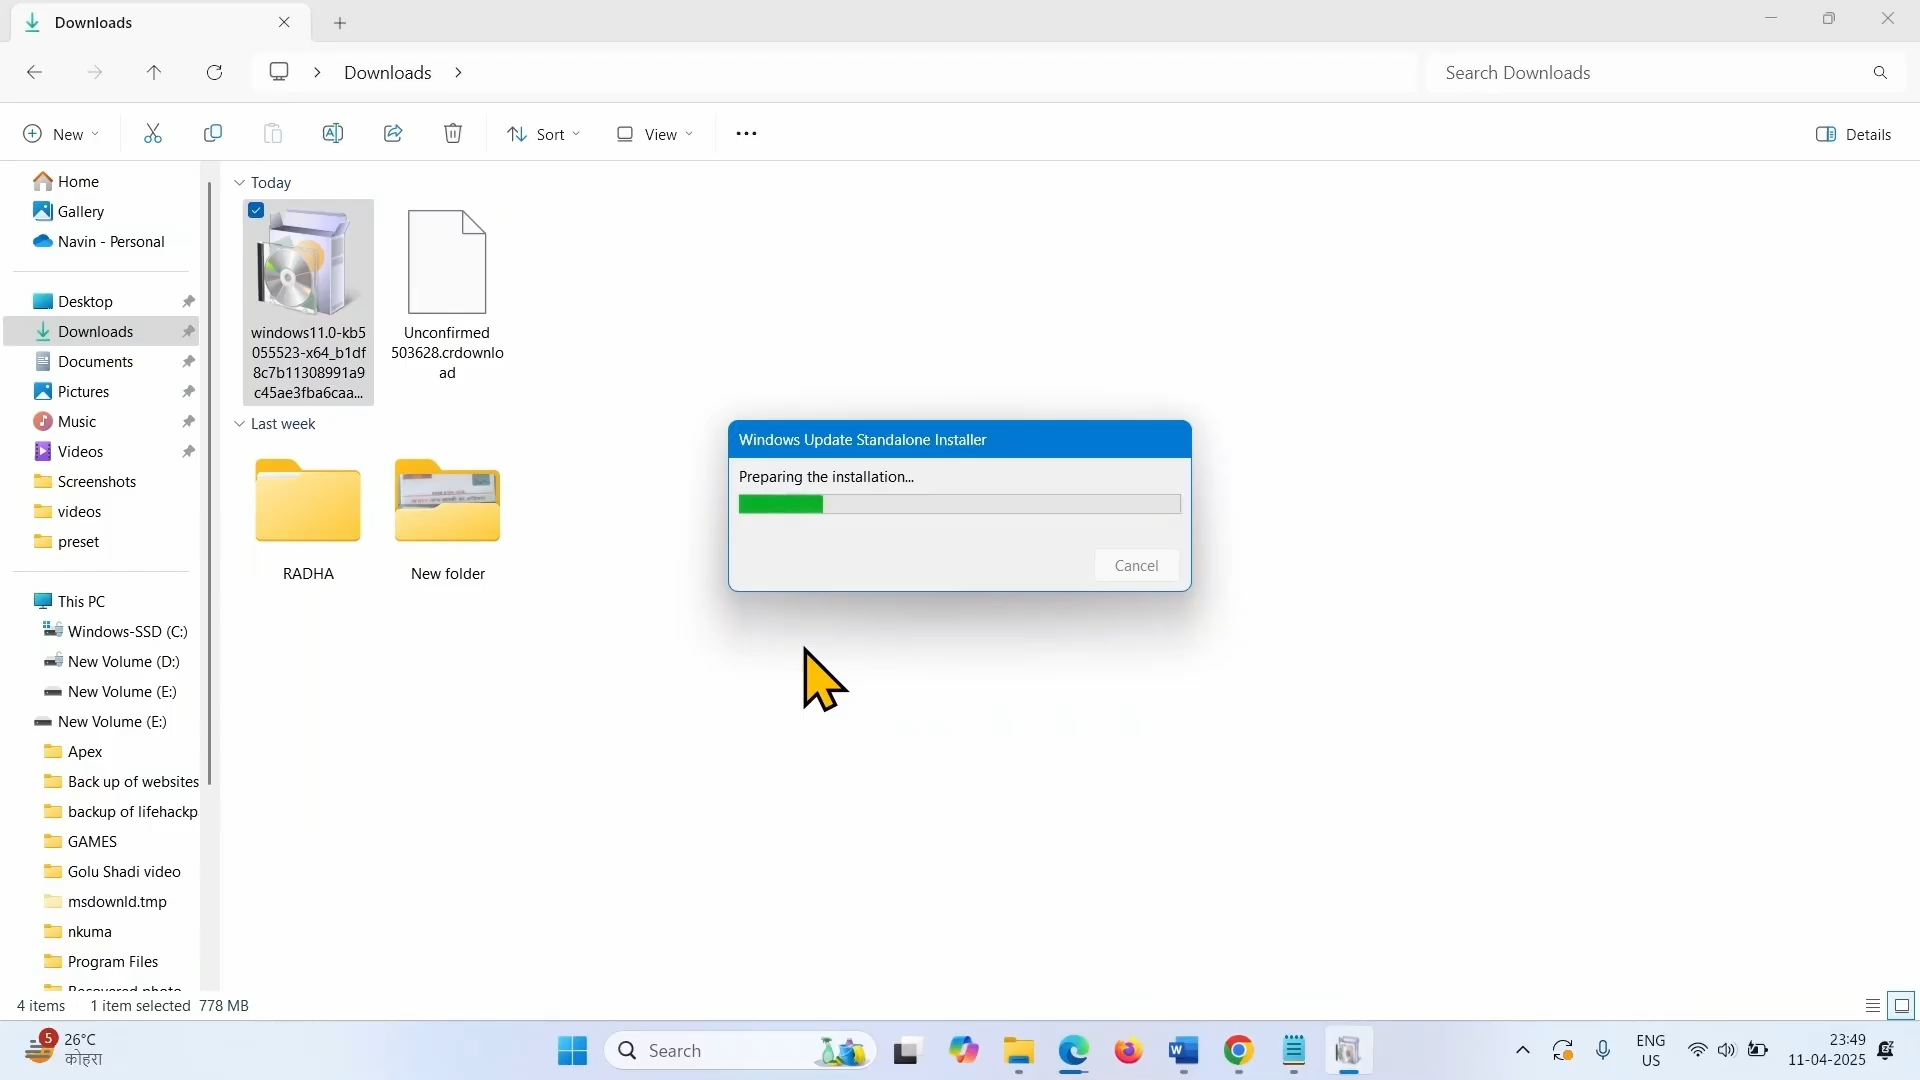 Downloads
Downloads
Search Downloads
New
Sort
View
Details
Home
Gallery
Navin - Personal
Desktop
Downloads
Documents
Pictures
Music
Videos
Screenshots
videos
preset
This PC
Windows-SSD (C:)
New Volume (D:)
New Volume (E:)
New Volume (E:)
Apex
Back up of websites
backup of lifehackp
GAMES
Golu Shadi video
msdownld.tmp
nkuma
Program Files
Today
windows11.0-kb5
055523-x64_b1df
8c7b11308991a9
c45ae3fba6caa...
Unconfirmed
503628.crdownlo
ad
Last week
RADHA
New folder
Windows Update Standalone Installer
Preparing the installation...
Cancel
4 items 1 item selected 778 MB
5
26°C
कोहरा
Search
ENG
US
23:49
11-04-2025